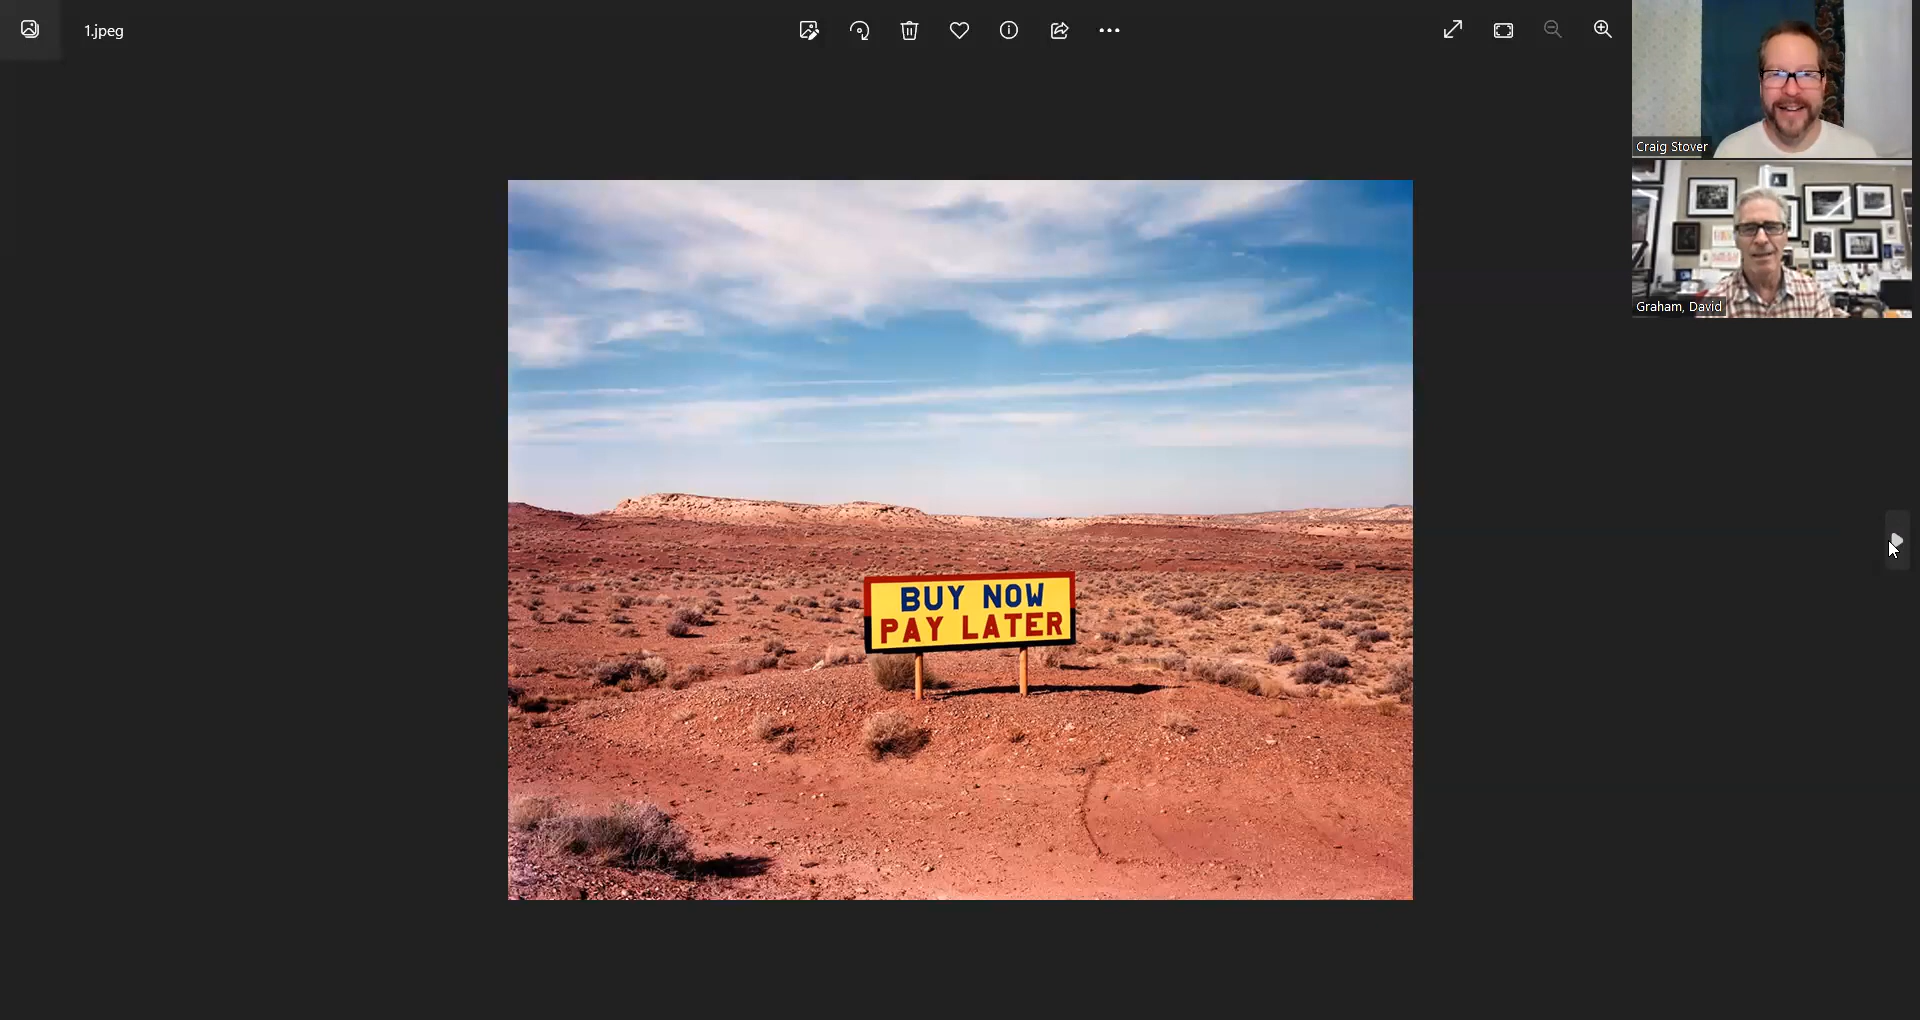 1.jpeg
BUY NOW
PAY LATER
Craig Stover
Graham, David